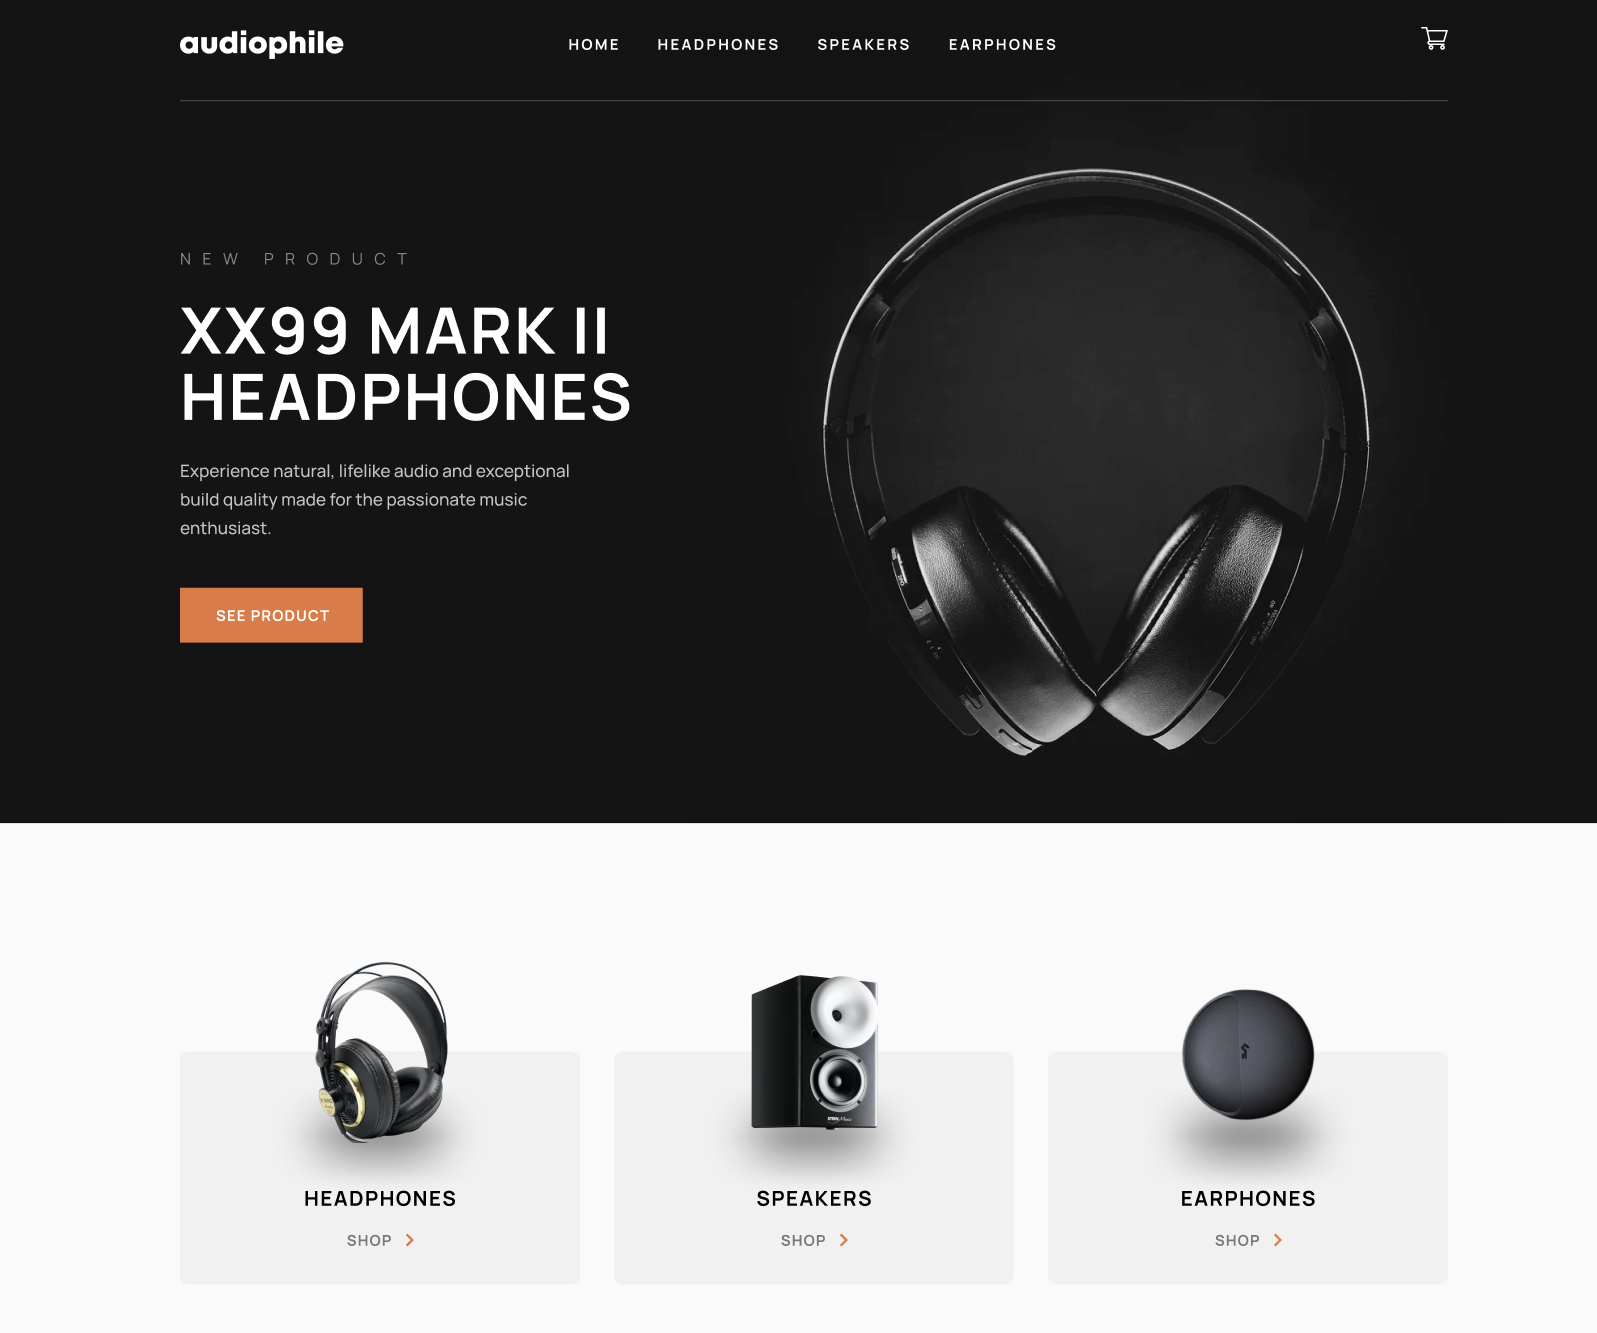 audiophile
HOME HEADPHONES SPEAKERS EARPHONES
NEW PRODUCT
XX99 MARK II
HEADPHONES
Experience natural, lifelike audio and exceptional
build quality made for the passionate music
enthusiast.
SEE PRODUCT
HEADPHONES
SHOP
SPEAKERS
SHOP
EARPHONES
SHOP